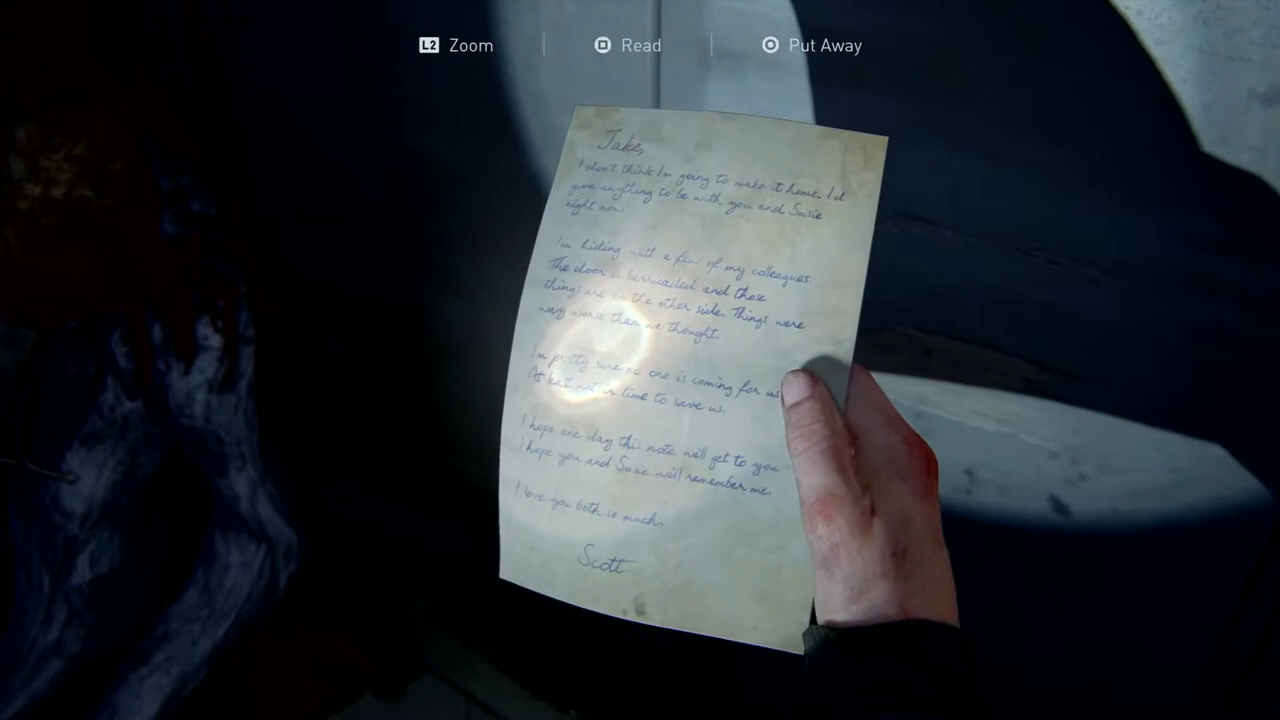 L2 Zoom
Read
Put Away
Jake,
I don't think I'm going to make it home. I'd
give anything to be with you and Susie
right now.
I'm hiding with a few of my colleagues.
The door is barricaded and those
things are on the other side. Things were
way worse than we thought.
I'm pretty sure no one is coming for us.
At least not in time to save us.
I hope one day this note will get to you
I hope you and Susie will remember me.
I love you both so much.
Scott